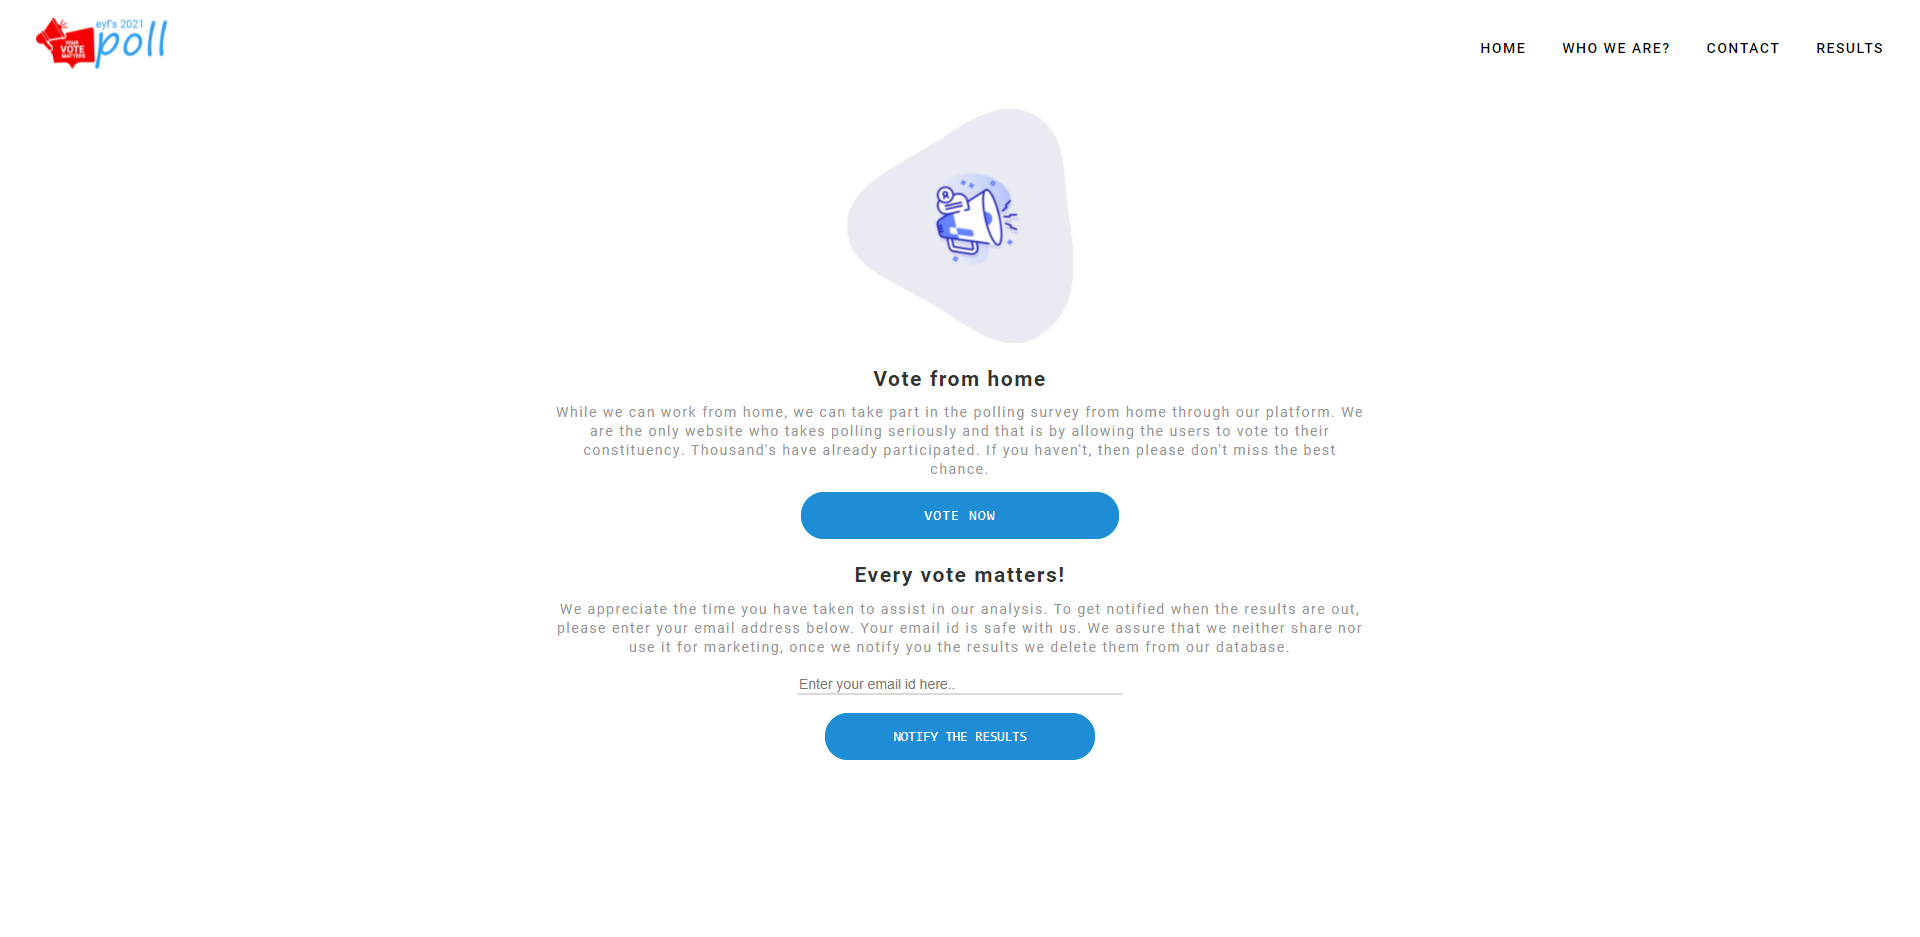 eyf's 2021
poll
YOUR
VOTE
MATTERS
HOME WHO WE ARE? CONTACT RESULTS
Vote from home
While we can work from home, we can take part in the polling survey from home through our platform. We
are the only website who takes polling seriously and that is by allowing the users to vote to their
constituency. Thousand's have already participated. If you haven't, then please don't miss the best
chance.
VOTE NOW
Every vote matters!
We appreciate the time you have taken to assist in our analysis. To get notified when the results are out,
please enter your email address below. Your email id is safe with us. We assure that we neither share nor
use it for marketing, once we notify you the results we delete them from our database.
Enter your email id here..
NOTIFY THE RESULTS